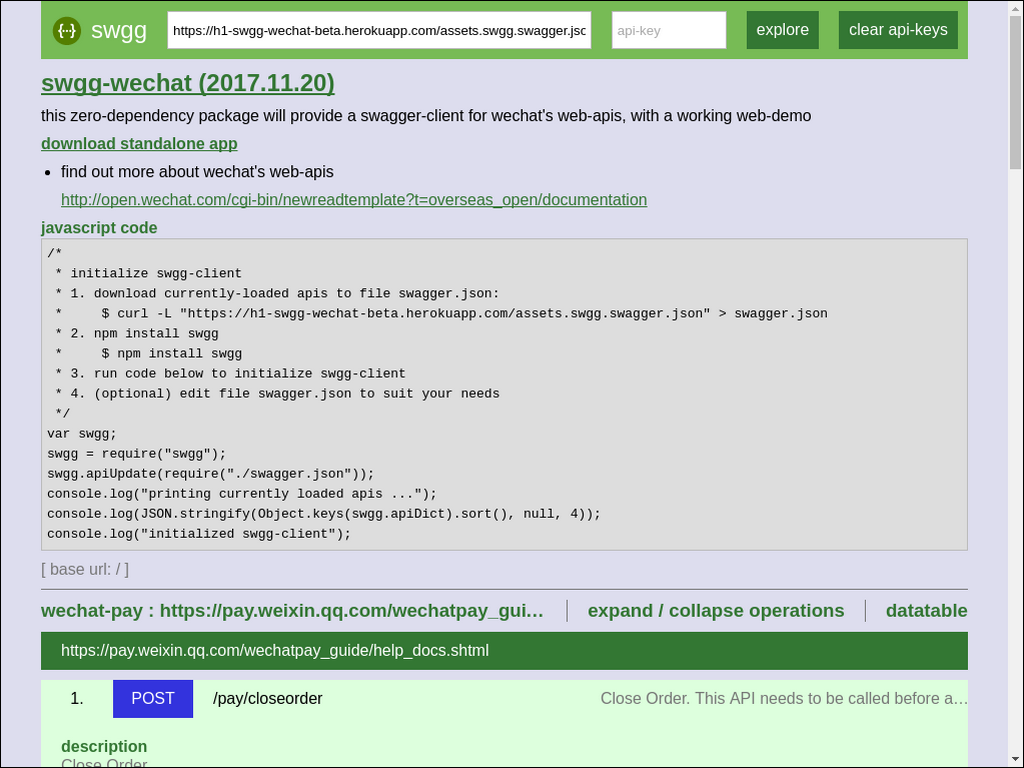 {··} swgg https://h1-swgg-wechat-beta.herokuapp.com/assets.swgg.swagger.jsc api-key explore clear api-keys
swgg-wechat (2017.11.20)
this zero-dependency package will provide a swagger-client for wechat's web-apis, with a working web-demo
download standalone app
• find out more about wechat's web-apis
http://open.wechat.com/cgi-bin/newreadtemplate?t=overseas_open/documentation
javascript code
/*
 * initialize swgg-client
 * 1. download currently-loaded apis to file swagger.json:
 *     $ curl -L "https://h1-swgg-wechat-beta.herokuapp.com/assets.swgg.swagger.json" > swagger.json
 * 2. npm install swgg
 *     $ npm install swgg
 * 3. run code below to initialize swgg-client
 * 4. (optional) edit file swagger.json to suit your needs
 */
var swgg;
swgg = require("swgg");
swgg.apiUpdate(require("./swagger.json"));
console.log("printing currently loaded apis ...");
console.log(JSON.stringify(Object.keys(swgg.apiDict).sort(), null, 4));
console.log("initialized swgg-client");
[ base url: / ]
wechat-pay : https://pay.weixin.qq.com/wechatpay_gui… expand / collapse operations datatable
https://pay.weixin.qq.com/wechatpay_guide/help_docs.shtml
1. POST /pay/closeorder Close Order. This API needs to be called before a…
description
Close Order